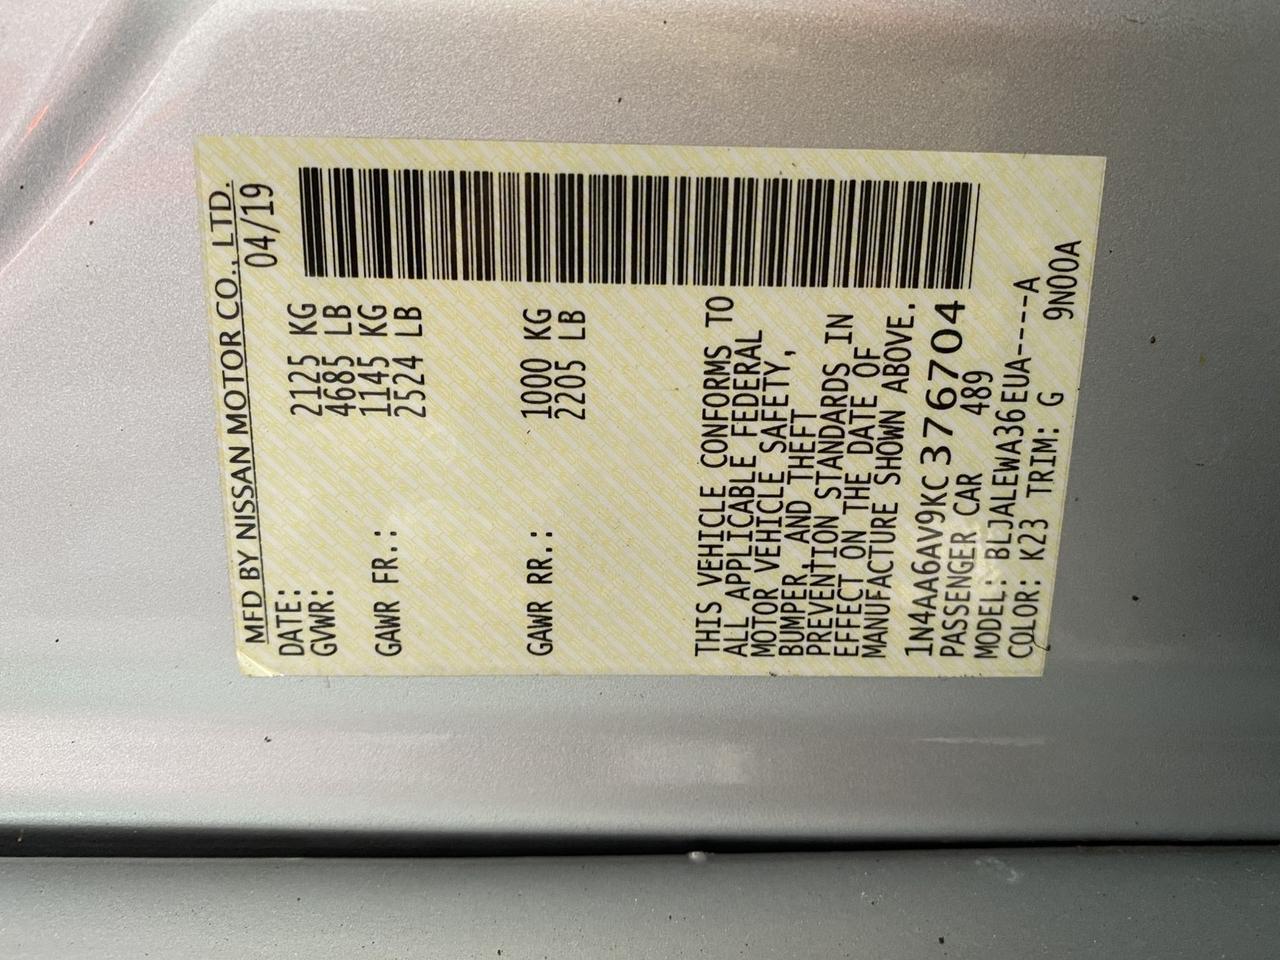 MFD BY NISSAN MOTOR CO., LTD.
DATE: 04/19
GVWR: 2125 KG
4685 LB
GAWR FR.: 1145 KG
2524 LB
GAWR RR.: 1000 KG
2205 LB
THIS VEHICLE CONFORMS TO
ALL APPLICABLE FEDERAL
MOTOR VEHICLE SAFETY,
BUMPER, AND THEFT
PREVENTION STANDARDS IN
EFFECT ON THE DATE OF
MANUFACTURE SHOWN ABOVE.
1N4AA6AV9KC376704
PASSENGER CAR 489
MODEL: BLJALEWA36EUA-----A
COLOR: K23 TRIM: G 9N00A